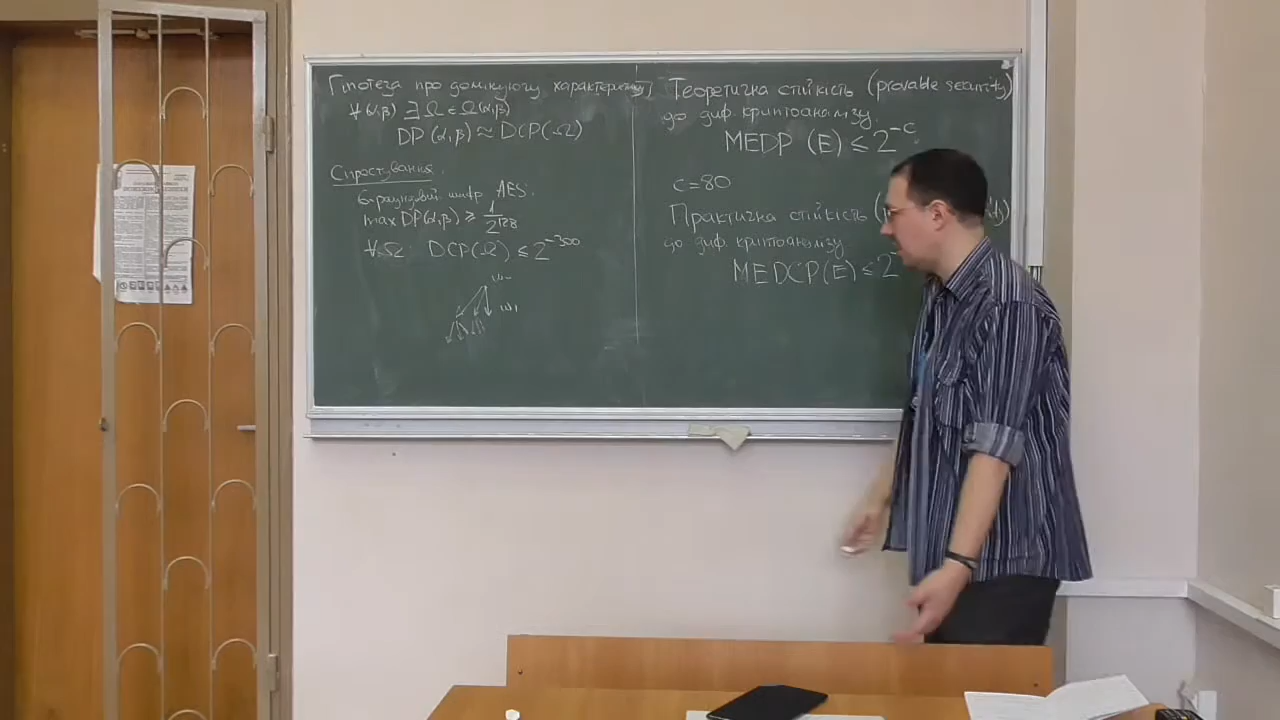 Гіпотеза про домінуючу характеристику
∀(α,β) ∃ Ω ∈ Ω(α,β)
DP(α,β) ≈ DCP(Ω)
Спростування.
6-раундовий шифр AES.
max DP(α,β) ≥ 1/2^128
∀Ω: DCP(Ω) ≤ 2^-300
Теоретична стійкість (provable security)
до диф. криптоаналізу.
MEDP (E) ≤ 2^-c
c=80
Практична стійкість
до диф. криптоаналізу
MEDCP(E) ≤ 2